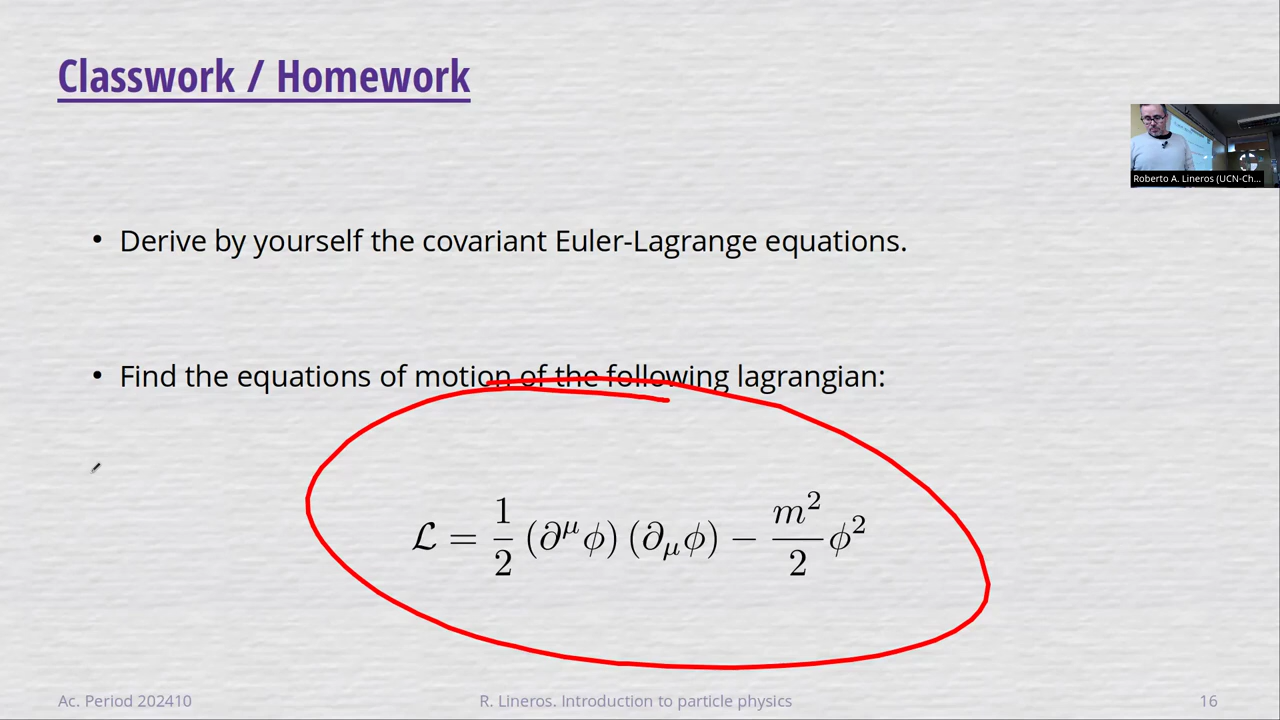 Classwork / Homework
Roberto A. Lineros (UCN-Ch...
• Derive by yourself the covariant Euler-Lagrange equations.
• Find the equations of motion of the following lagrangian:
ℒ = 1/2 (∂^μ ϕ) (∂_μ ϕ) − m²/2 ϕ²
Ac. Period 202410
R. Lineros. Introduction to particle physics
16